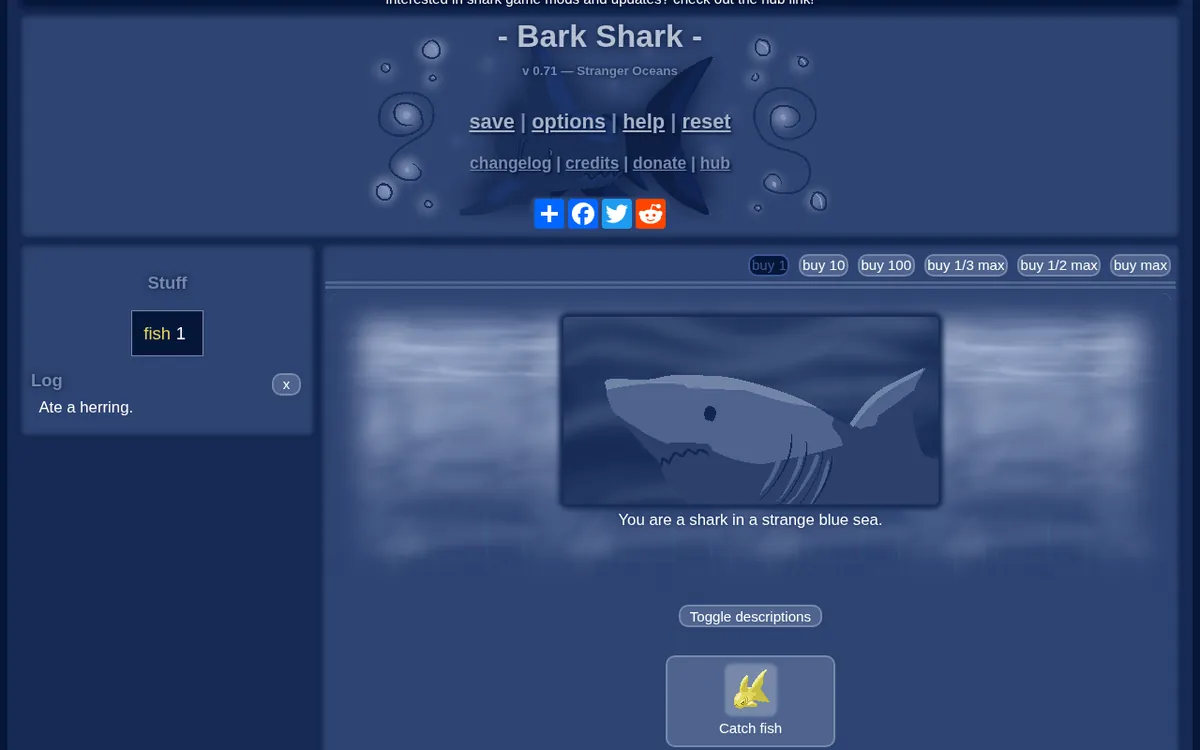 interested in shark game mods and updates? check out the hub link!
- Bark Shark -
v 0.71 — Stranger Oceans
save | options | help | reset
changelog | credits | donate | hub
buy 1 buy 10 buy 100 buy 1/3 max buy 1/2 max buy max
Stuff
fish 1
Log
x
Ate a herring.
You are a shark in a strange blue sea.
Toggle descriptions
Catch fish